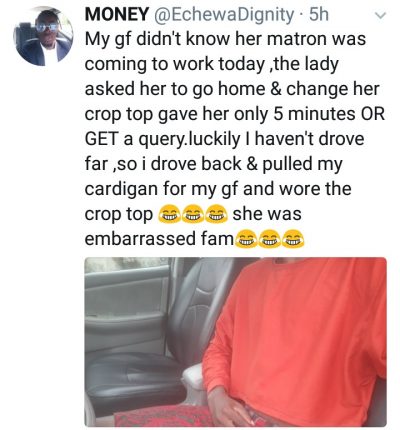 MONEY @EchewaDignity · 5h
My gf didn't know her matron was
coming to work today ,the lady
asked her to go home & change her
crop top gave her only 5 minutes OR
GET a query.luckily I haven't drove
far ,so i drove back & pulled my
cardigan for my gf and wore the
crop top 😂😂😂 she was
embarrassed fam😂😂😂